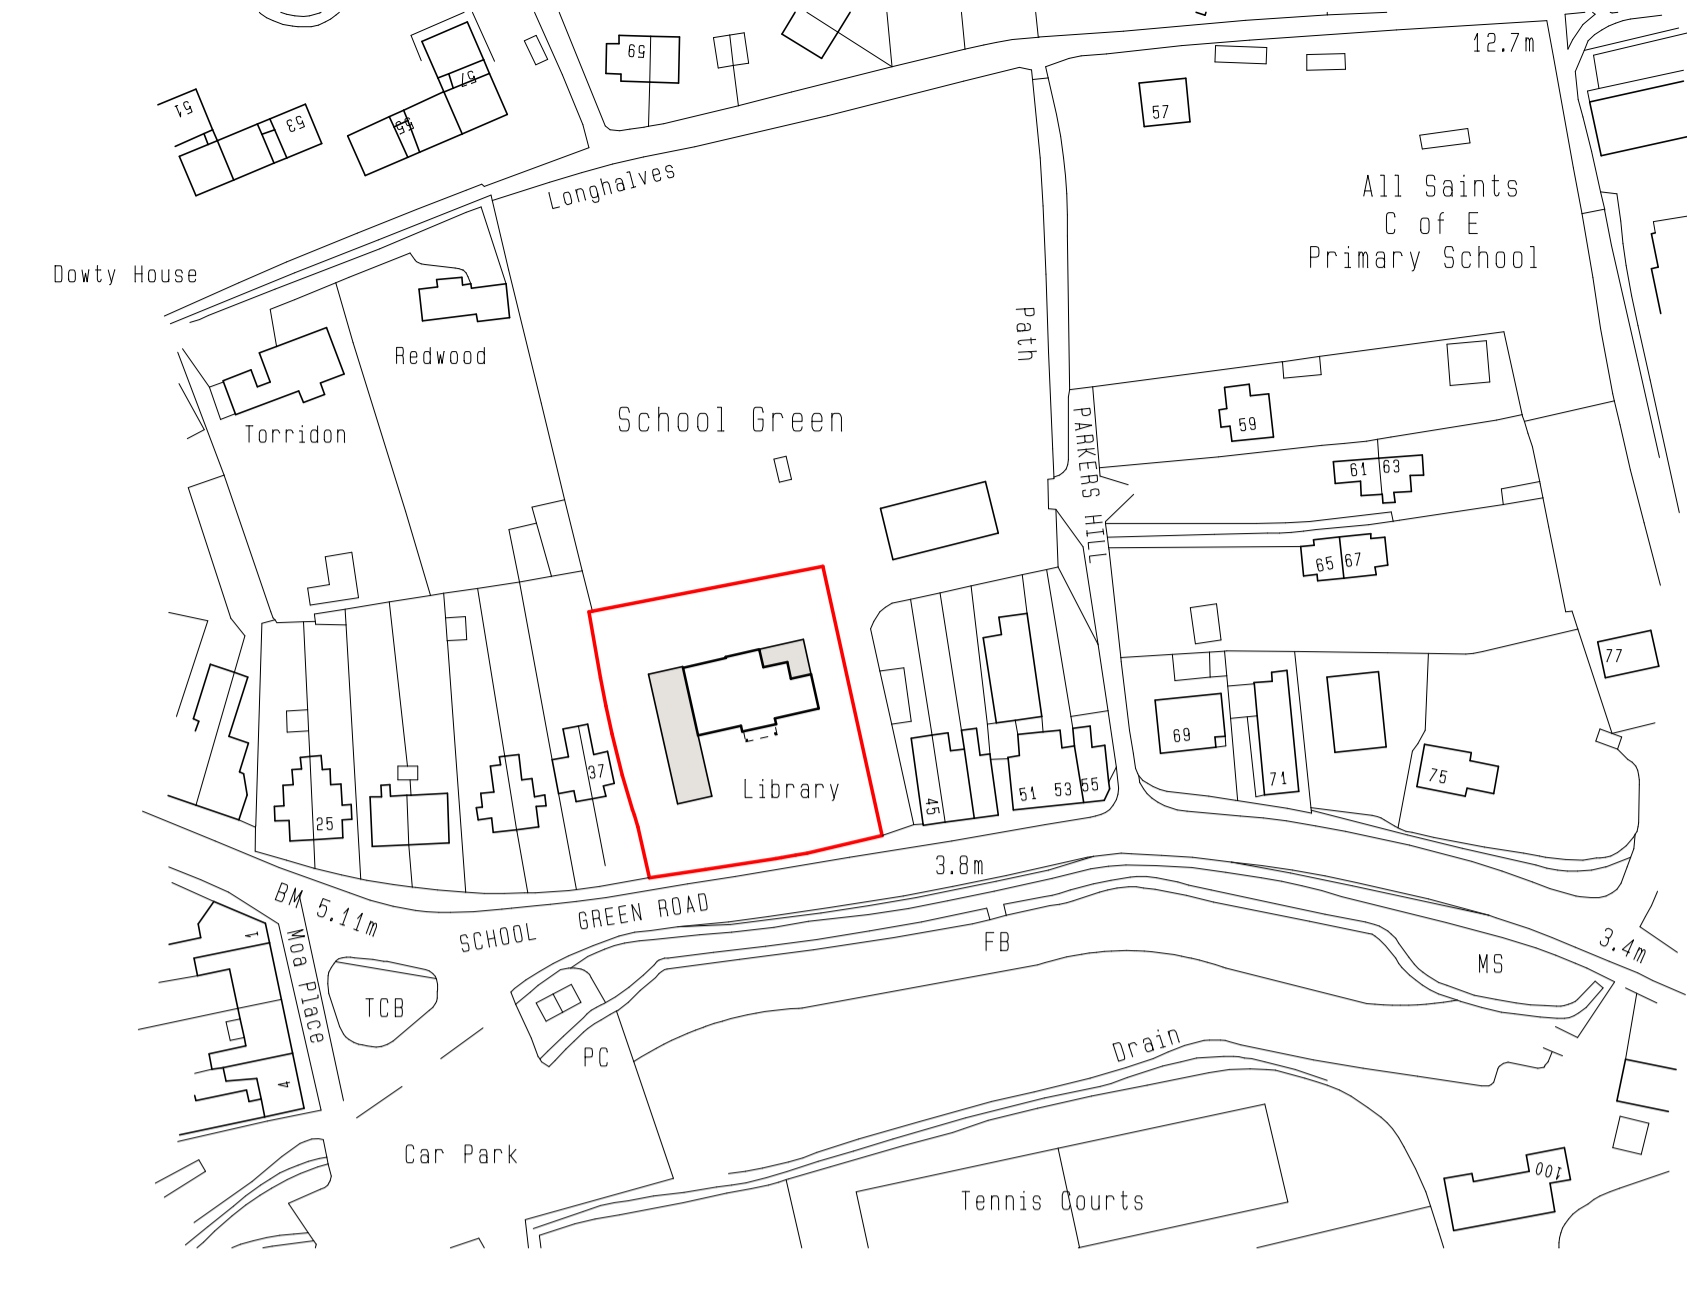 59
12.7m
51
53
57
55
57
Longhalves
All Saints
C of E
Primary School
Dowty House
Path
Redwood
Torridon
School Green
PARKERS HILL
59
61
63
65
67
77
69
71
75
37
25
Library
45
51
53
55
3.8m
BM 5.11m
SCHOOL GREEN ROAD
FB
MS
3.4m
1
Moa Place
TCB
PC
Drain
4
Car Park
Tennis Courts
100